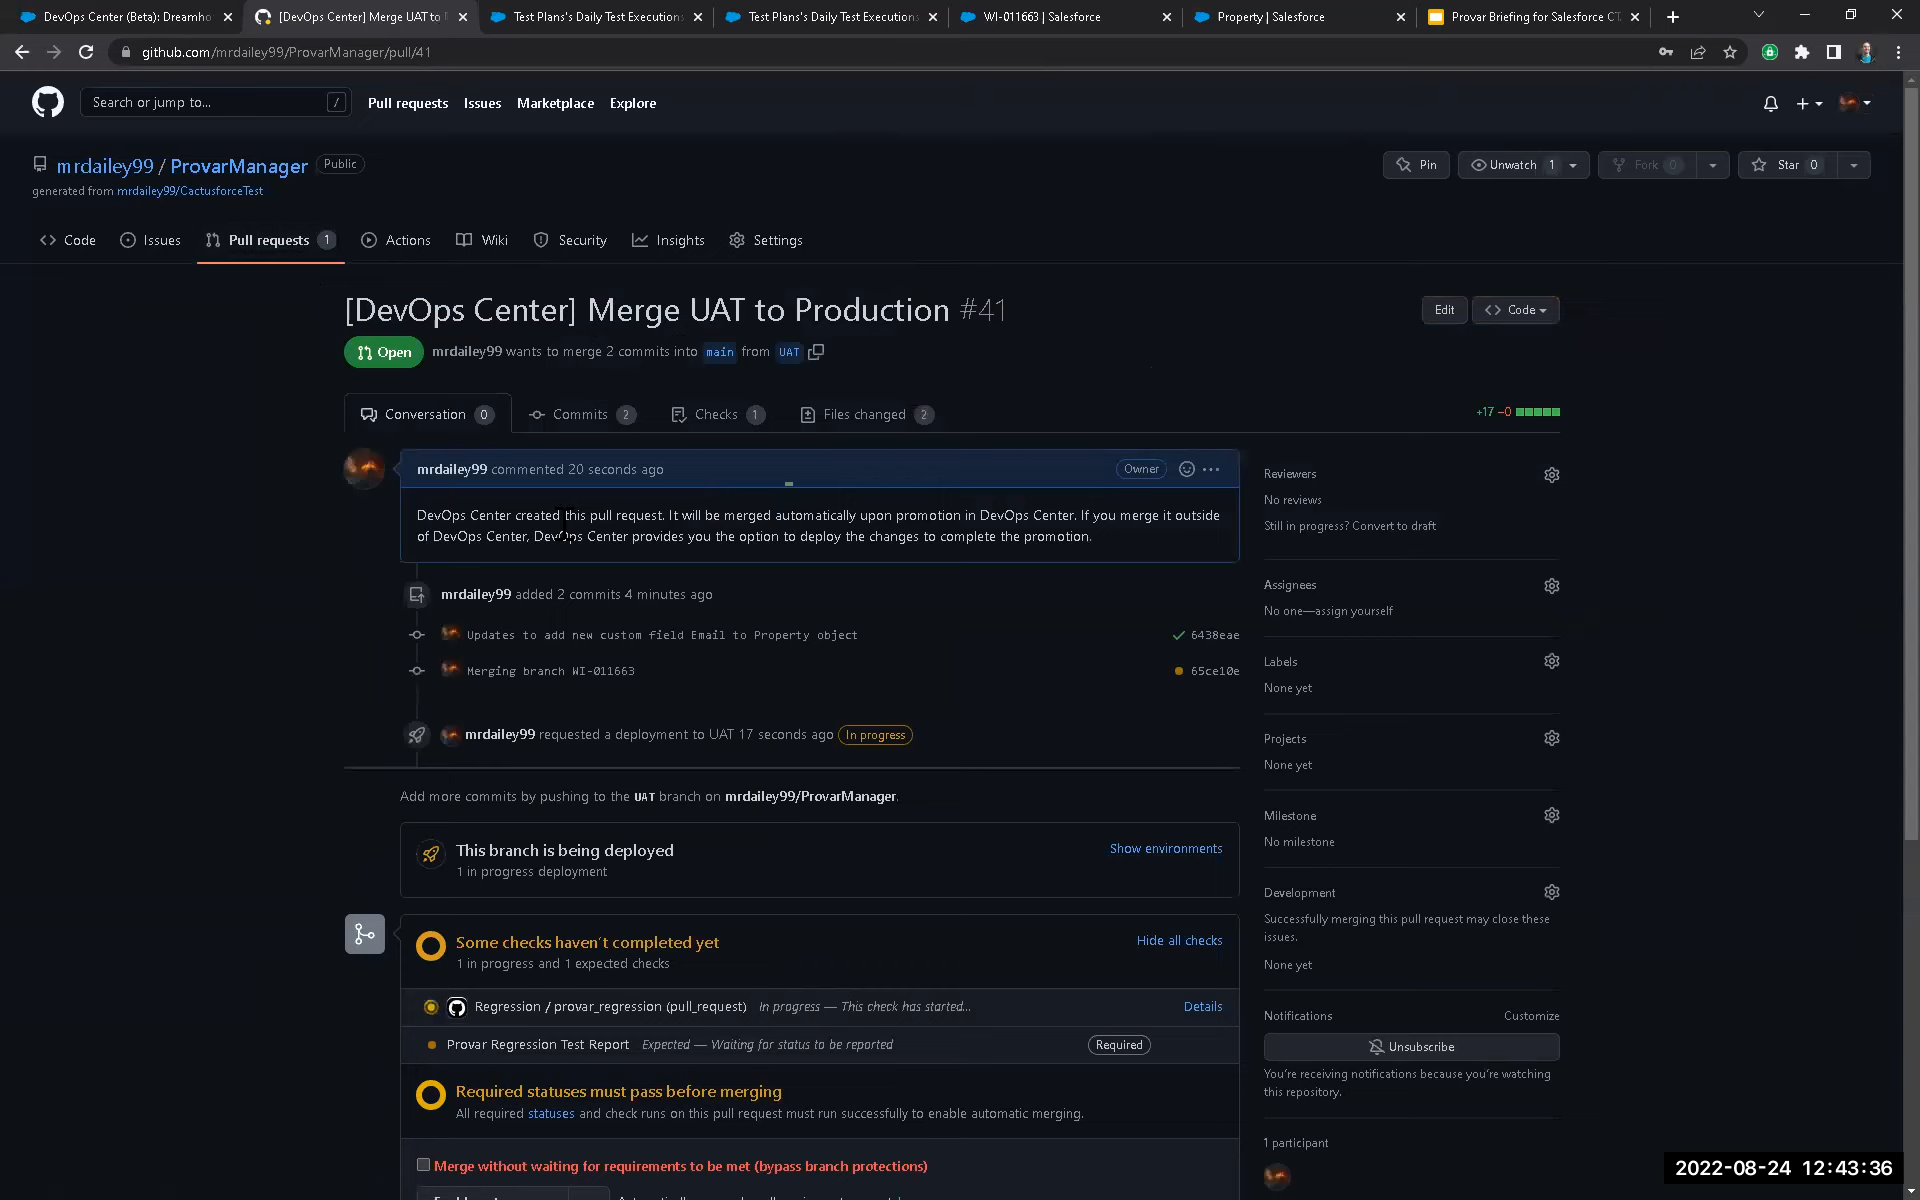 DevOps Center (Beta): Dreamho
[DevOps Center] Merge UAT to
Test Plans's Daily Test Executions
Test Plans's Daily Test Executions
WI-011663 | Salesforce
Property | Salesforce
Provar Briefing for Salesforce CT
github.com/mrdailey99/ProvarManager/pull/41
Search or jump to... /
Pull requests Issues Marketplace Explore
mrdailey99 / ProvarManager Public
generated from mrdailey99/CactusforceTest
Pin Unwatch 1 Fork 0 Star 0
Code Issues Pull requests 1 Actions Wiki Security Insights Settings
[DevOps Center] Merge UAT to Production #41
Edit Code
Open mrdailey99 wants to merge 2 commits into main from UAT
Conversation 0 Commits 2 Checks 1 Files changed 2
+17 −0
mrdailey99 commented 20 seconds ago Owner
DevOps Center created this pull request. It will be merged automatically upon promotion in DevOps Center. If you merge it outside
of DevOps Center, DevOps Center provides you the option to deploy the changes to complete the promotion.
mrdailey99 added 2 commits 4 minutes ago
Updates to add new custom field Email to Property object 6438eae
Merging branch WI-011663 65ce10e
mrdailey99 requested a deployment to UAT 17 seconds ago In progress
Add more commits by pushing to the UAT branch on mrdailey99/ProvarManager.
This branch is being deployed Show environments
1 in progress deployment
Some checks haven't completed yet Hide all checks
1 in progress and 1 expected checks
Regression / provar_regression (pull_request) In progress — This check has started... Details
Provar Regression Test Report Expected — Waiting for status to be reported Required
Required statuses must pass before merging
All required statuses and check runs on this pull request must run successfully to enable automatic merging.
Merge without waiting for requirements to be met (bypass branch protections)
Reviewers
No reviews
Still in progress? Convert to draft
Assignees
No one—assign yourself
Labels
None yet
Projects
None yet
Milestone
No milestone
Development
Successfully merging this pull request may close these
issues.
None yet
Notifications Customize
Unsubscribe
You're receiving notifications because you're watching
this repository.
1 participant
2022-08-24 12:43:36